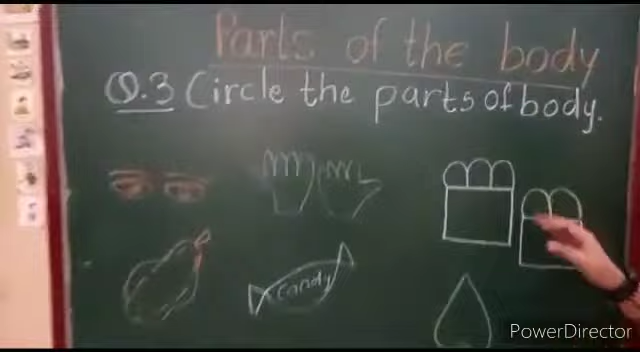 Parts of the body
Q.3 Circle the parts of body.
Candy
PowerDirector